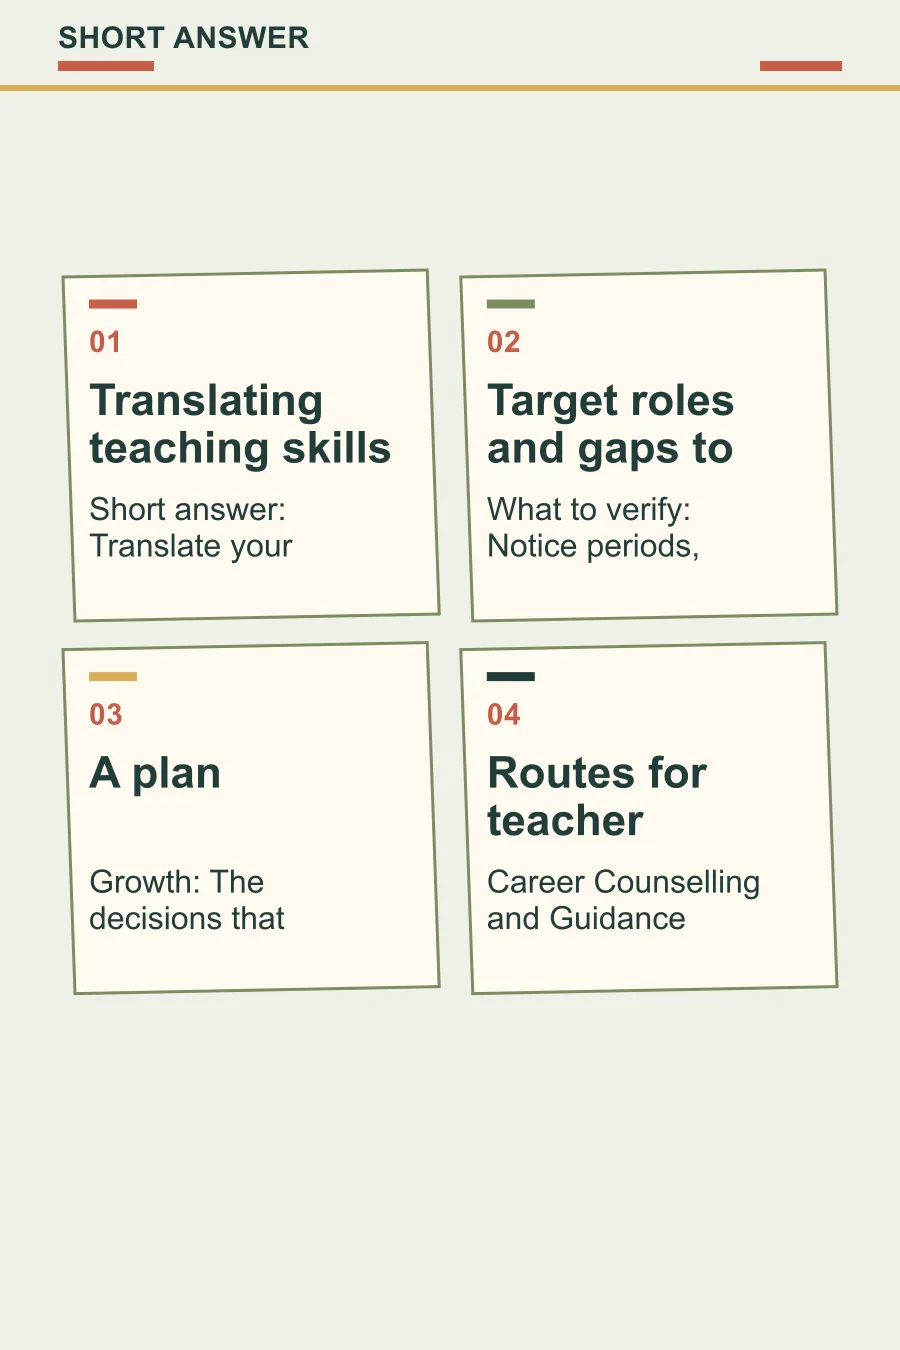 SHORT ANSWER
01
Translating
teaching skills
Short answer:
Translate your
02
Target roles
and gaps to
What to verify:
Notice periods,
03
A plan
Growth: The
decisions that
04
Routes for
teacher
Career Counselling
and Guidance